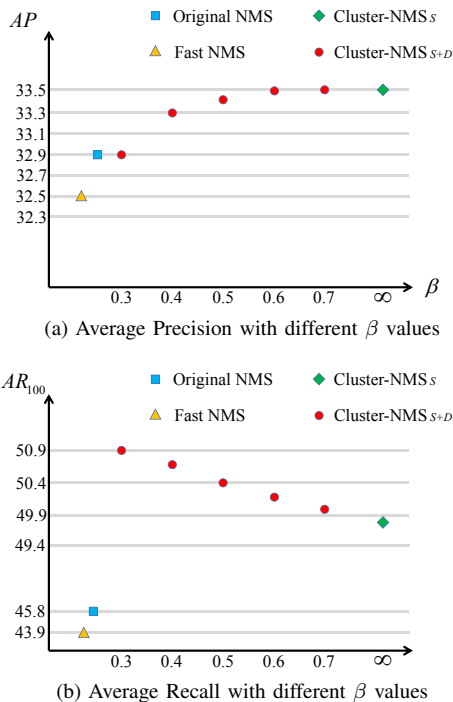 AP
Original NMS
Cluster-NMS S
Fast NMS
Cluster-NMS S+D
33.5
33.3
33.1
32.9
32.7
32.5
32.3
0.3 0.4 0.5 0.6 0.7 ∞ β
(a) Average Precision with different β values
AR100
Original NMS
Cluster-NMS S
Fast NMS
Cluster-NMS S+D
50.9
50.4
49.9
49.4
45.8
43.9
0.3 0.4 0.5 0.6 0.7 ∞
(b) Average Recall with different β values